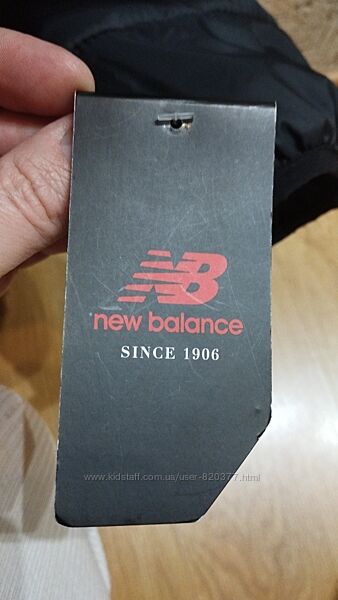 NB
new balance
SINCE 1906
www.kidstaff.com.ua/user-820377.html